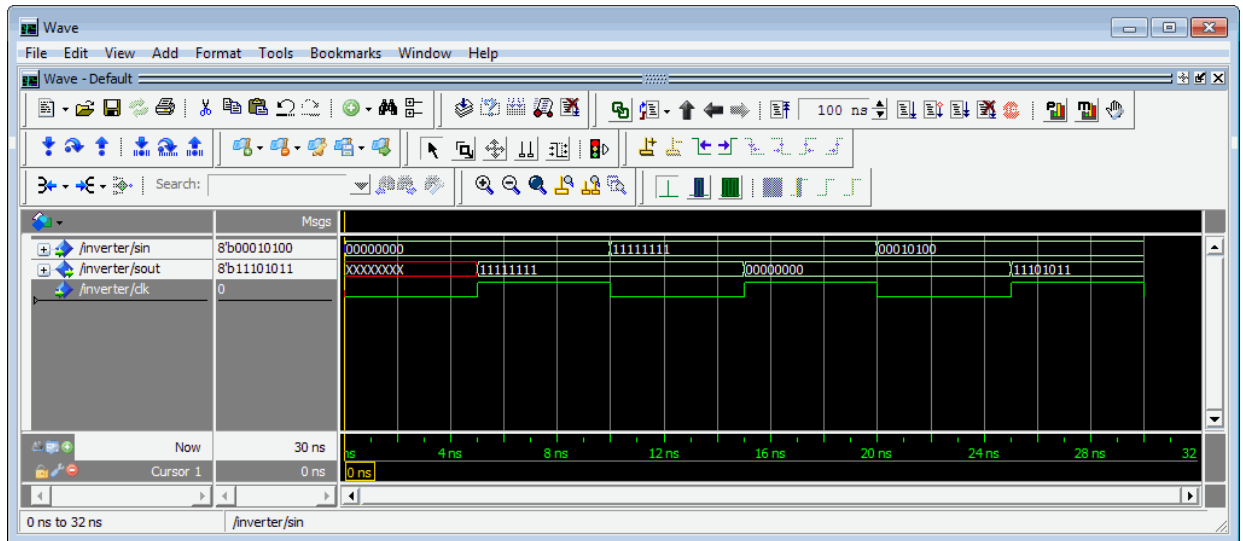 Wave
File Edit View Add Format Tools Bookmarks Window Help
Wave - Default
100 ns
Search:
Msgs
/inverter/sin 8'b00010100 00000000 11111111 00010100
/inverter/sout 8'b11101011 XXXXXXXX 11111111 00000000 11101011
/inverter/clk 0
Now 30 ns ns 4 ns 8 ns 12 ns 16 ns 20 ns 24 ns 28 ns 32
Cursor 1 0 ns 0 ns
0 ns to 32 ns /inverter/sin